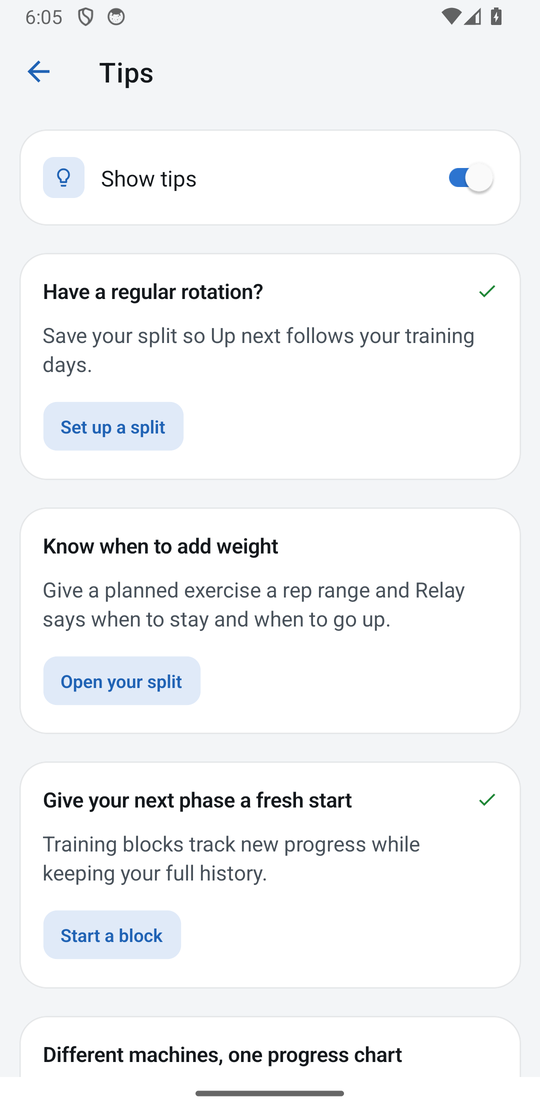 6:05
Tips
Show tips
Have a regular rotation?
Save your split so Up next follows your training
days.
Set up a split
Know when to add weight
Give a planned exercise a rep range and Relay
says when to stay and when to go up.
Open your split
Give your next phase a fresh start
Training blocks track new progress while
keeping your full history.
Start a block
Different machines, one progress chart